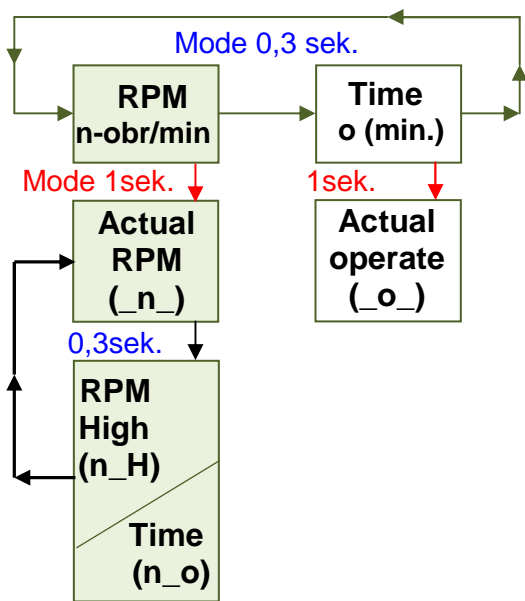 Mode 0,3 sek.
RPM
n-obr/min
Time
o (min.)
Mode 1sek.
1sek.
Actual
RPM
(_n_)
Actual
operate
(_o_)
0,3sek.
RPM
High
(n_H)
Time
(n_o)